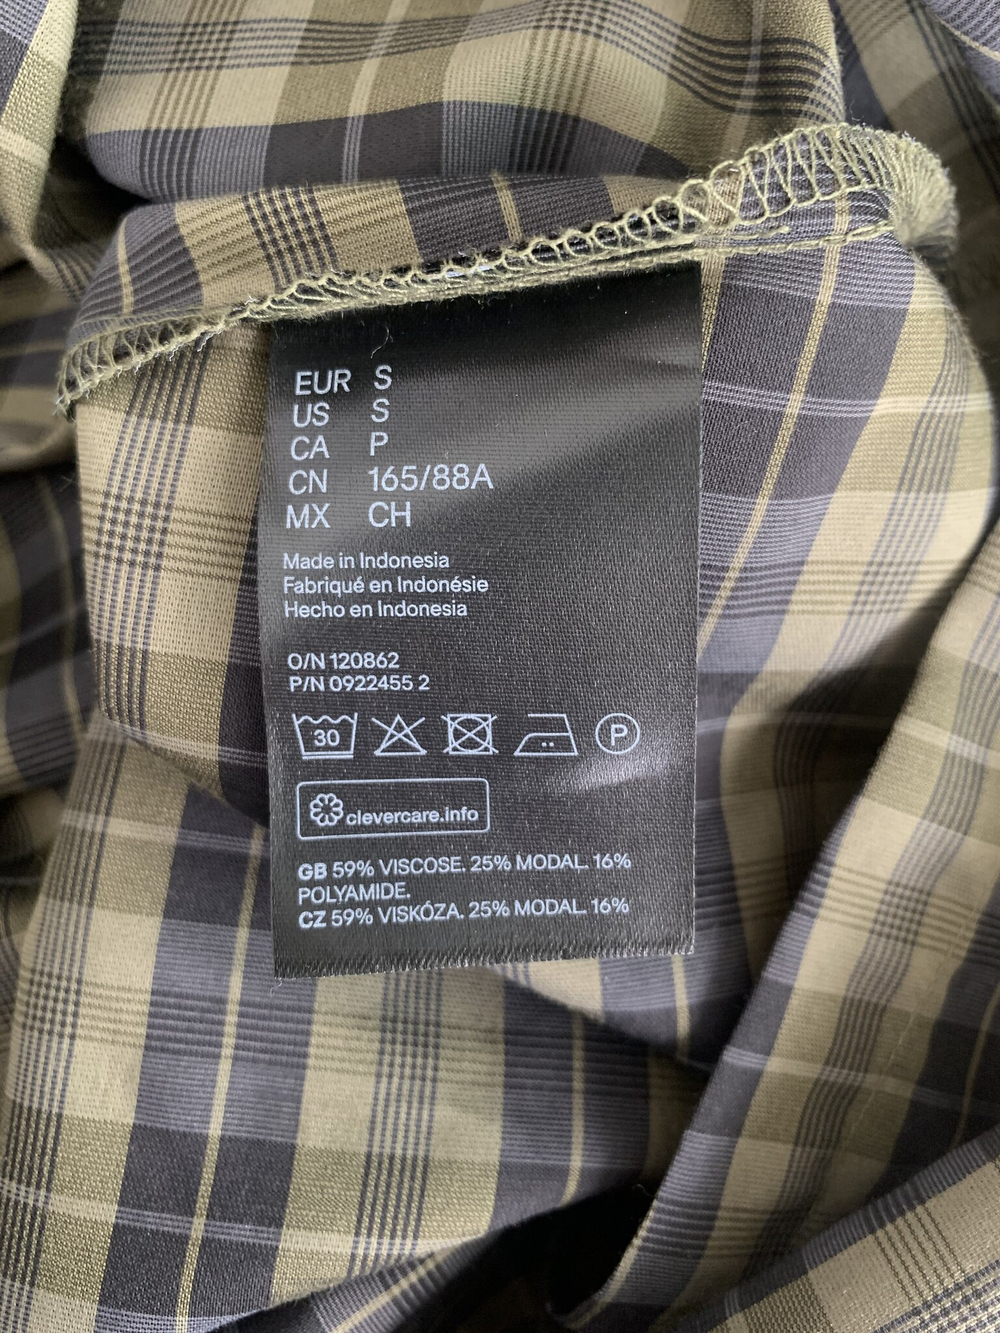 EUR S
US S
CA P
CN 165/88A
MX CH
Made in Indonesia
Fabriqué en Indonésie
Hecho en Indonesia
O/N 120862
P/N 0922455 2
30 P
clevercare.info
GB 59% VISCOSE. 25% MODAL. 16%
POLYAMIDE.
CZ 59% VISKÓZA. 25% MODAL. 16%